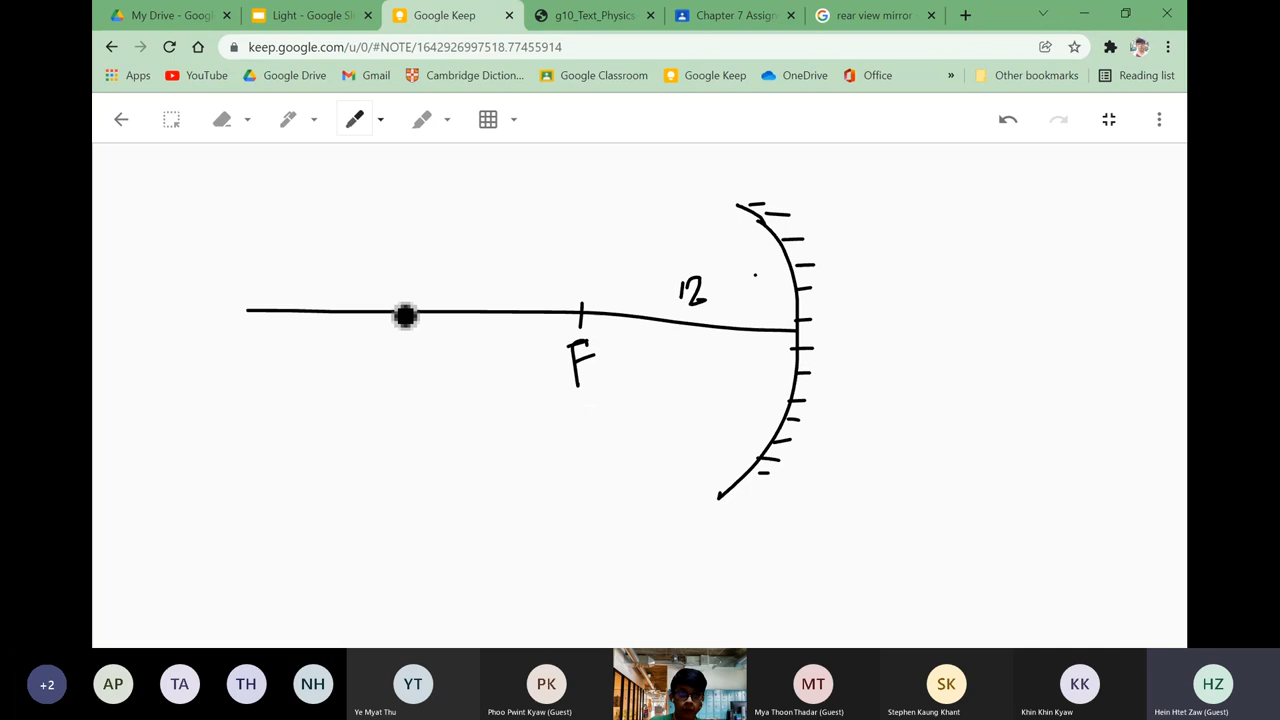 My Drive - Googl
Light - Google Sli
Google Keep
g10_Text_Physics
Chapter 7 Assign
rear view mirror -
keep.google.com/u/0/#NOTE/1642926997518.77455914
Apps
YouTube
Google Drive
Gmail
Cambridge Diction...
Google Classroom
Google Keep
OneDrive
Office
»
Other bookmarks
Reading list
12
F
+2
AP
TA
TH
NH
YT
PK
MT
SK
KK
HZ
Ye Myat Thu
Phoo Pwint Kyaw (Guest)
Mya Thoon Thadar (Guest)
Stephen Kaung Khant
Khin Khin Kyaw
Hein Htet Zaw (Guest)